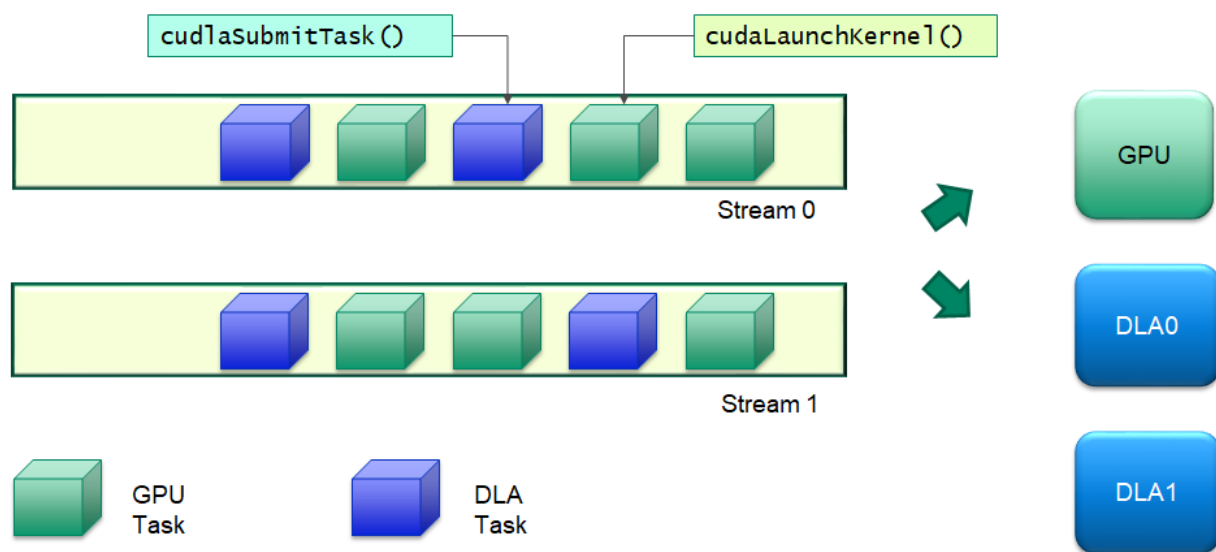 cudlaSubmitTask()
cudaLaunchKernel()
GPU
Stream 0
DLA0
Stream 1
DLA1
GPU
Task
DLA
Task